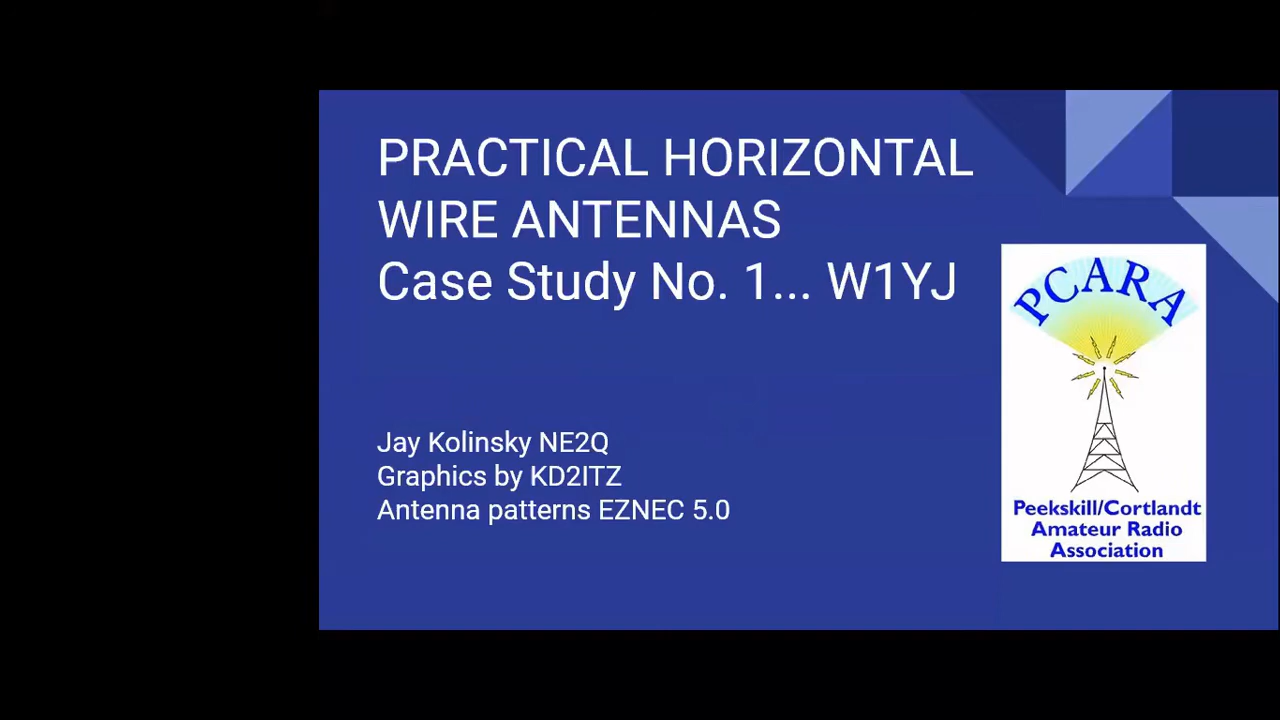 PRACTICAL HORIZONTAL
WIRE ANTENNAS
Case Study No. 1... W1YJ
PCARA
Jay Kolinsky NE2Q
Graphics by KD2ITZ
Antenna patterns EZNEC 5.0
Peekskill/Cortlandt
Amateur Radio
Association